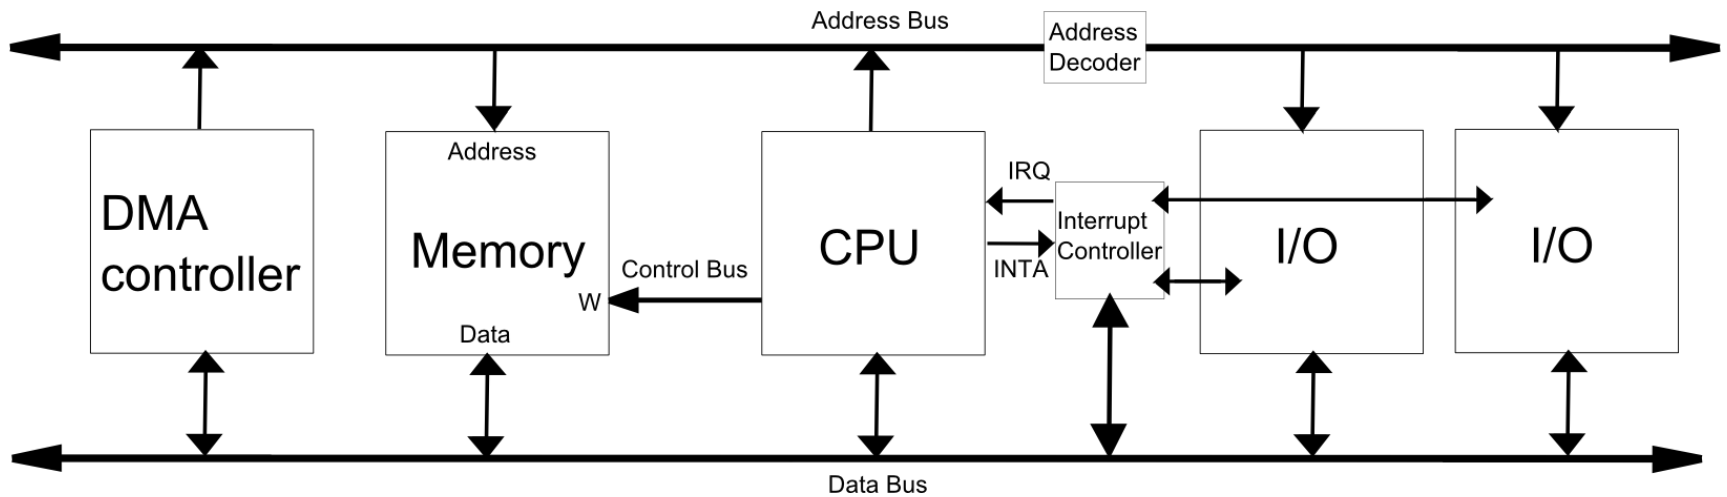 Address Bus
Address
Decoder
DMA
controller
Address
Memory
W
Data
Control Bus
CPU
IRQ
INTA
Interrupt
Controller
I/O
I/O
Data Bus